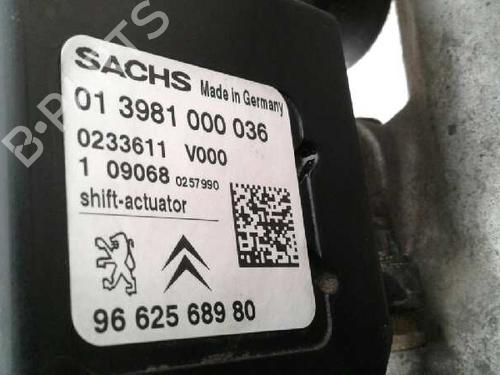 SACHS Made in Germany
01 3981 000 036
0233611 V000
1 09068 0257990
shift-actuator
96 625 689 80
B-PARTS